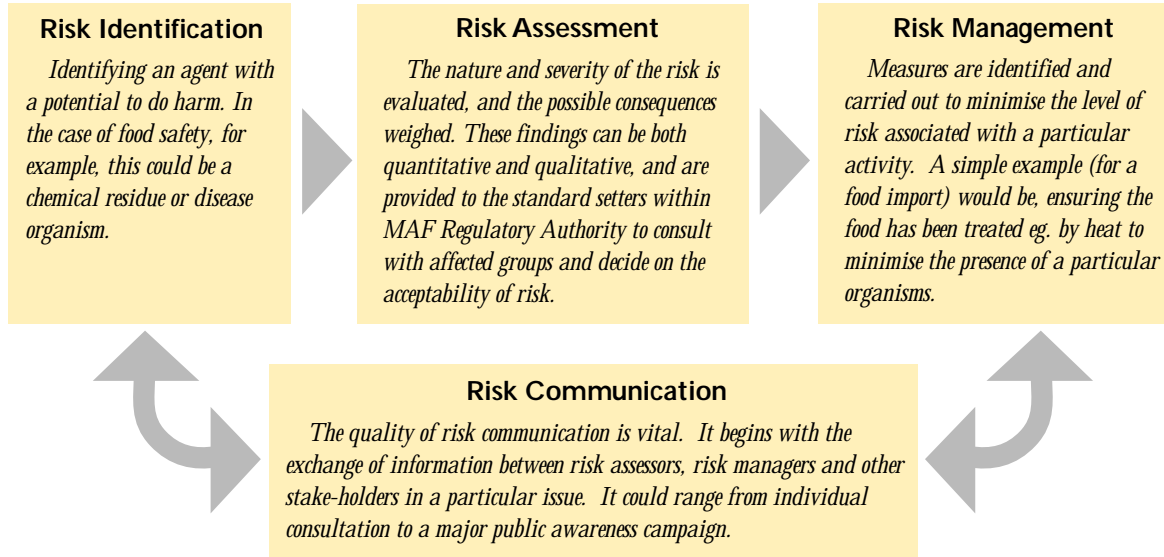 Risk Identification
Identifying an agent with
a potential to do harm. In
the case of food safety, for
example, this could be a
chemical residue or disease
organism.
Risk Assessment
The nature and severity of the risk is
evaluated, and the possible consequences
weighed. These findings can be both
quantitative and qualitative, and are
provided to the standard setters within
MAF Regulatory Authority to consult
with affected groups and decide on the
acceptability of risk.
Risk Management
Measures are identified and
carried out to minimise the level of
risk associated with a particular
activity. A simple example (for a
food import) would be, ensuring the
food has been treated eg. by heat to
minimise the presence of a particular
organisms.
Risk Communication
The quality of risk communication is vital. It begins with the
exchange of information between risk assessors, risk managers and other
stake-holders in a particular issue. It could range from individual
consultation to a major public awareness campaign.